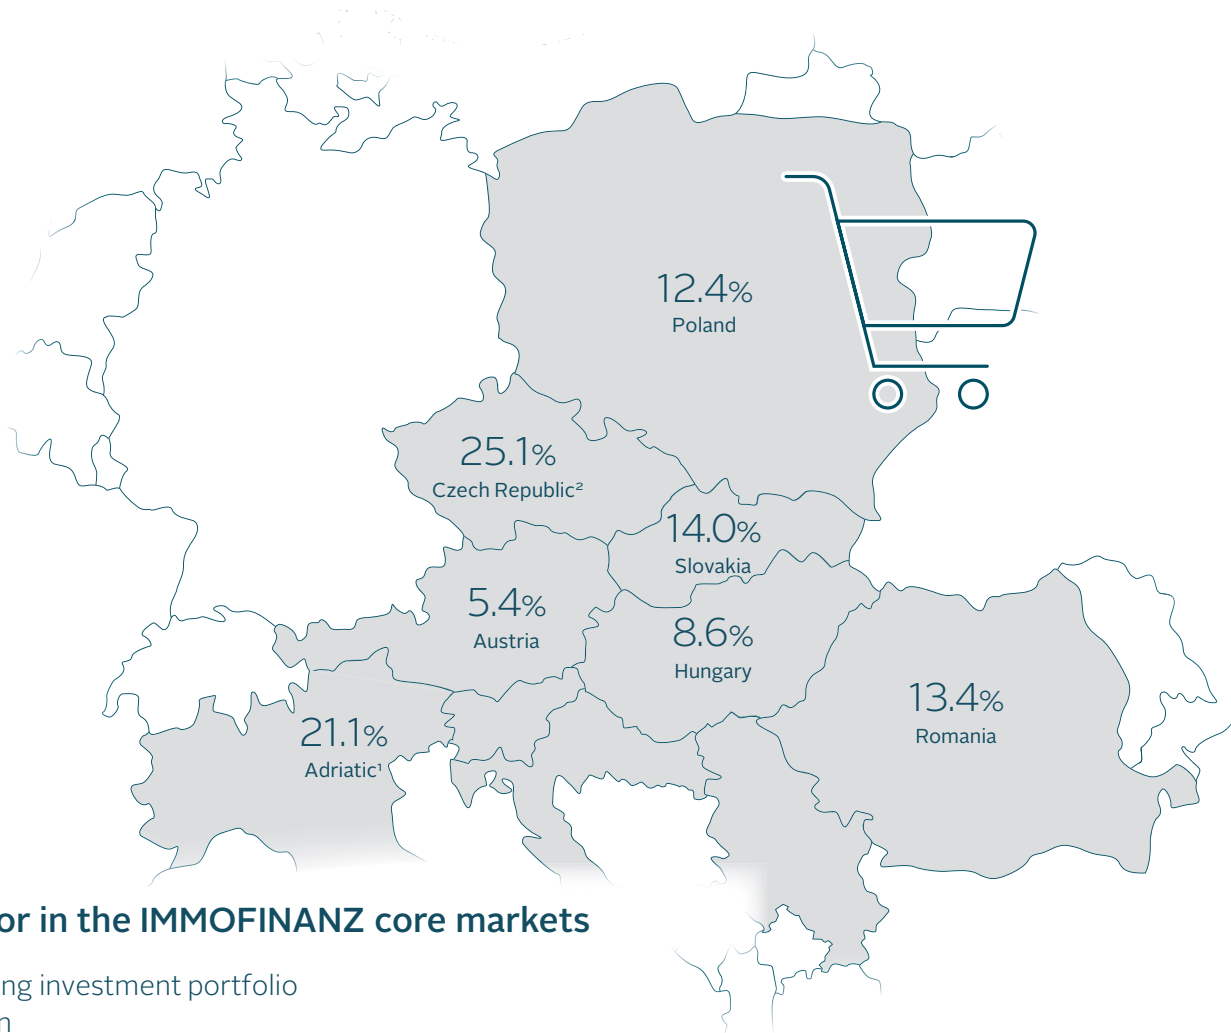 12.4%
Poland
25.1%
Czech Republic²
14.0%
Slovakia
5.4%
Austria
8.6%
Hungary
13.4%
Romania
21.1%
Adriatic¹
or in the IMMOFINANZ core markets
ng investment portfolio